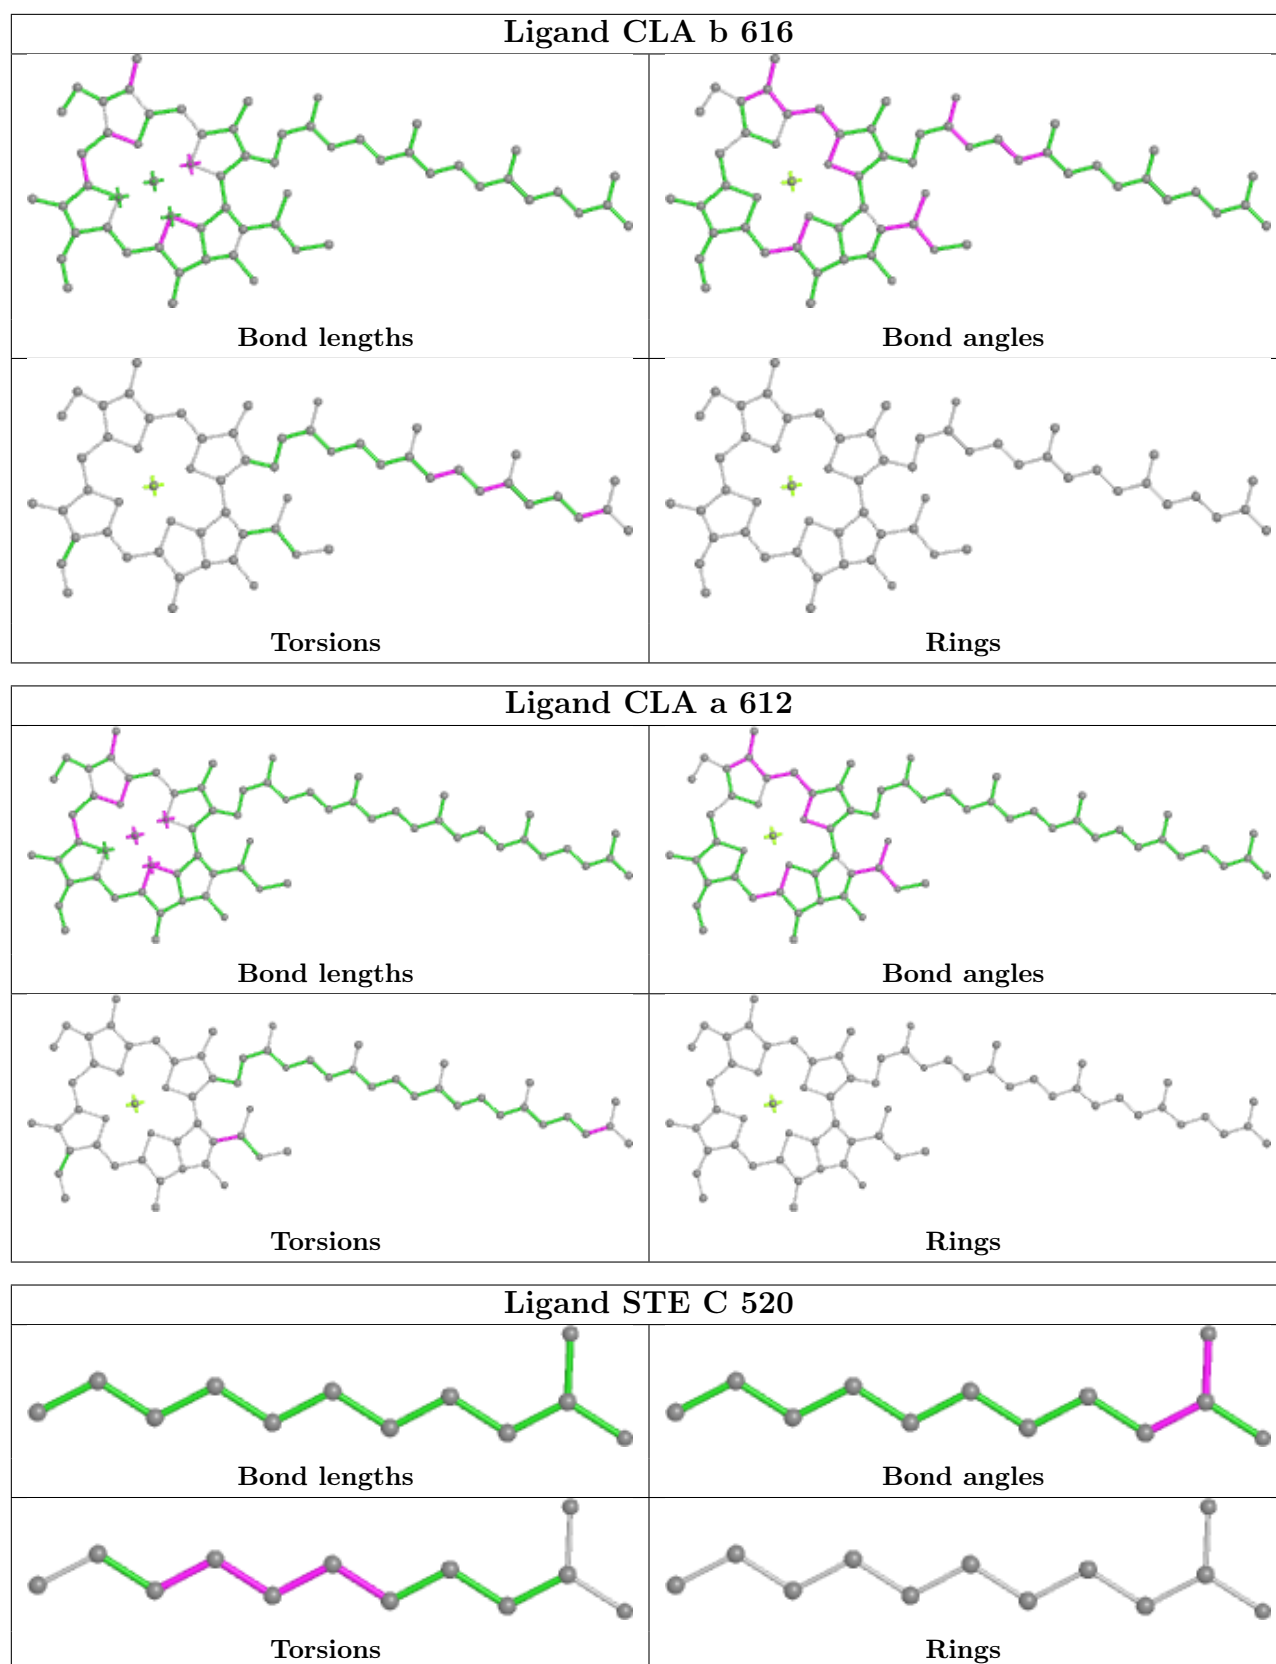 Ligand CLA b 616
Bond lengths
Bond angles
Torsions
Rings
Ligand CLA a 612
Bond lengths
Bond angles
Torsions
Rings
Ligand STE C 520
Bond lengths
Bond angles
Torsions
Rings